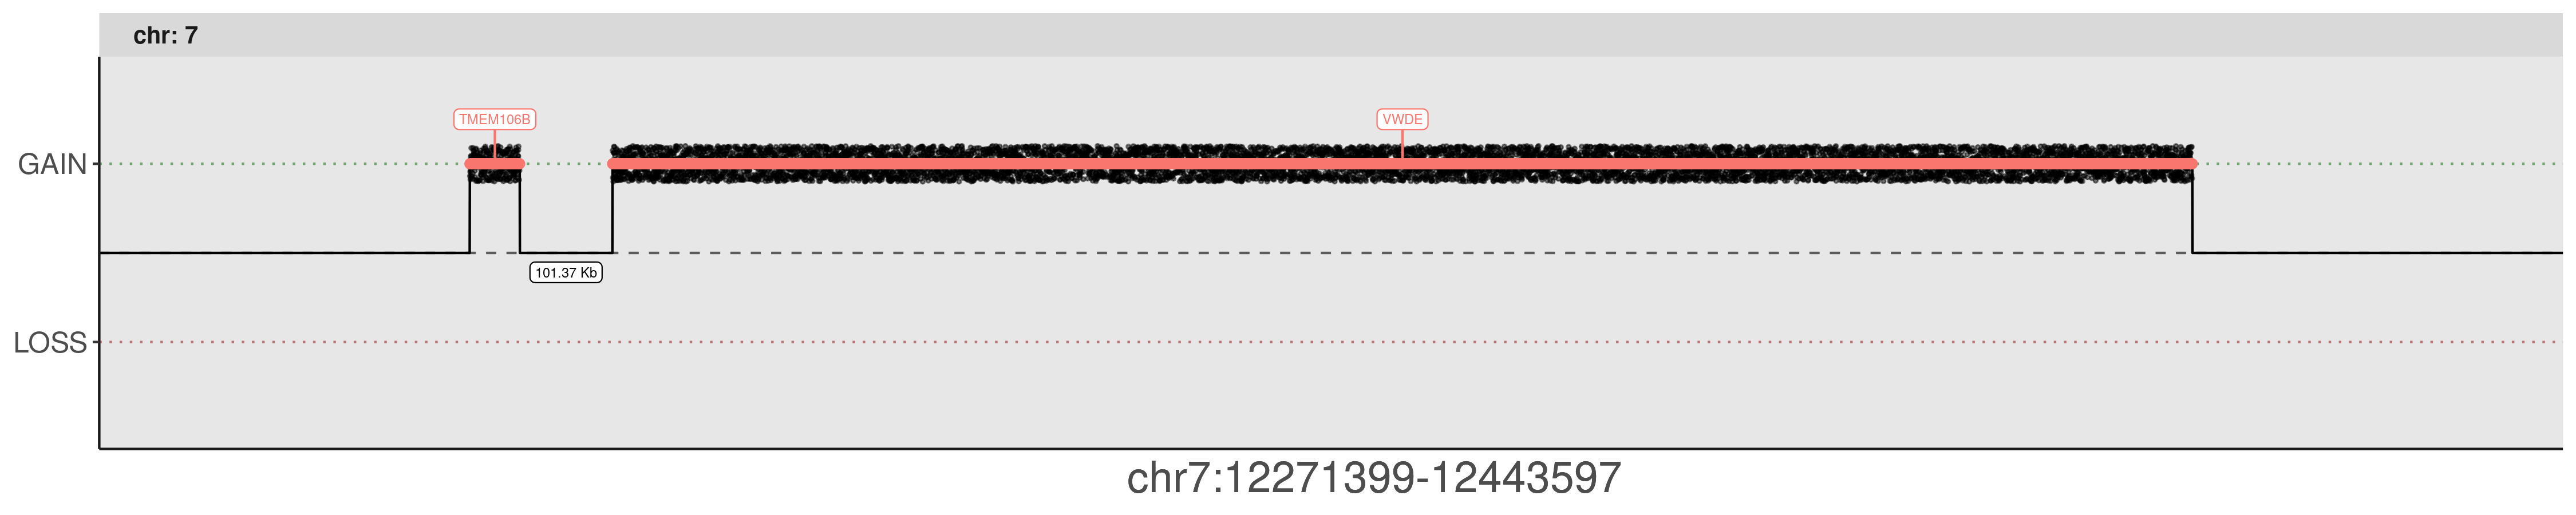 chr: 7
TMEM106B
VWDE
GAIN
101.37 Kb
LOSS
chr7:12271399-12443597